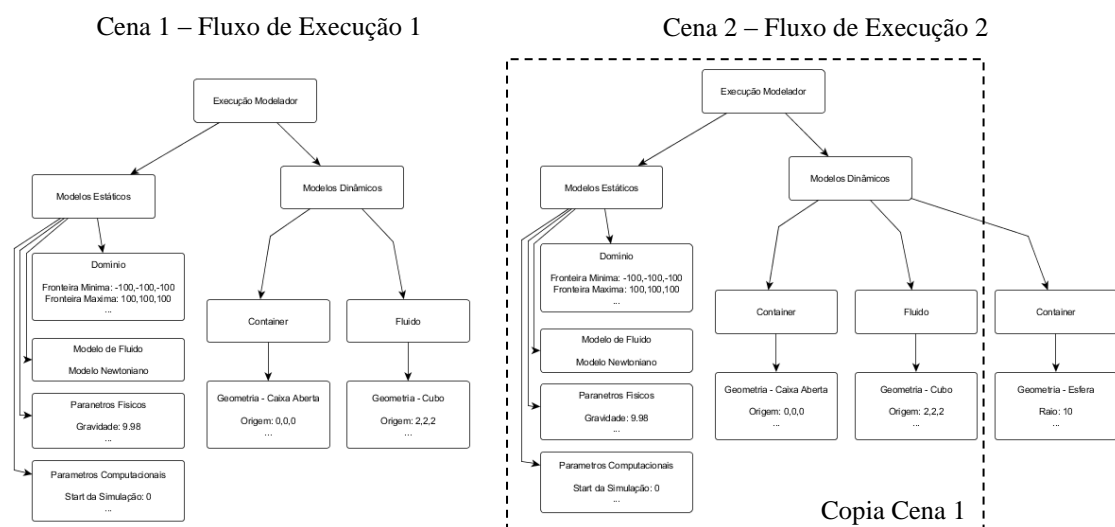 Cena 1 – Fluxo de Execução 1
Execução Modelador
Modelos Estáticos
Modelos Dinâmicos
Dominio
Fronteira Minima: -100,-100,-100
Fronteira Maxima: 100,100,100
...
Container
Fluido
Modelo de Fluido
Modelo Newtoniano
Geometria - Caixa Aberta
Origem: 0,0,0
...
Geometria - Cubo
Origem: 2,2,2
...
Paranetros Fisicos
Gravidade: 9.98
...
Parametros Computacionais
Start da Simulação: 0
...
Cena 2 – Fluxo de Execução 2
Execução Modelador
Modelos Estáticos
Modelos Dinâmicos
Dominio
Fronteira Minima: -100,-100,-100
Fronteira Maxima: 100,100,100
...
Container
Fluido
Container
Modelo de Fluido
Modelo Newtoniano
Geometria - Caixa Aberta
Origem: 0,0,0
...
Geometria - Cubo
Origem: 2,2,2
...
Geometria - Esfera
Raio: 10
...
Paranetros Fisicos
Gravidade: 9.98
...
Parametros Computacionais
Start da Simulação: 0
...
Copia Cena 1